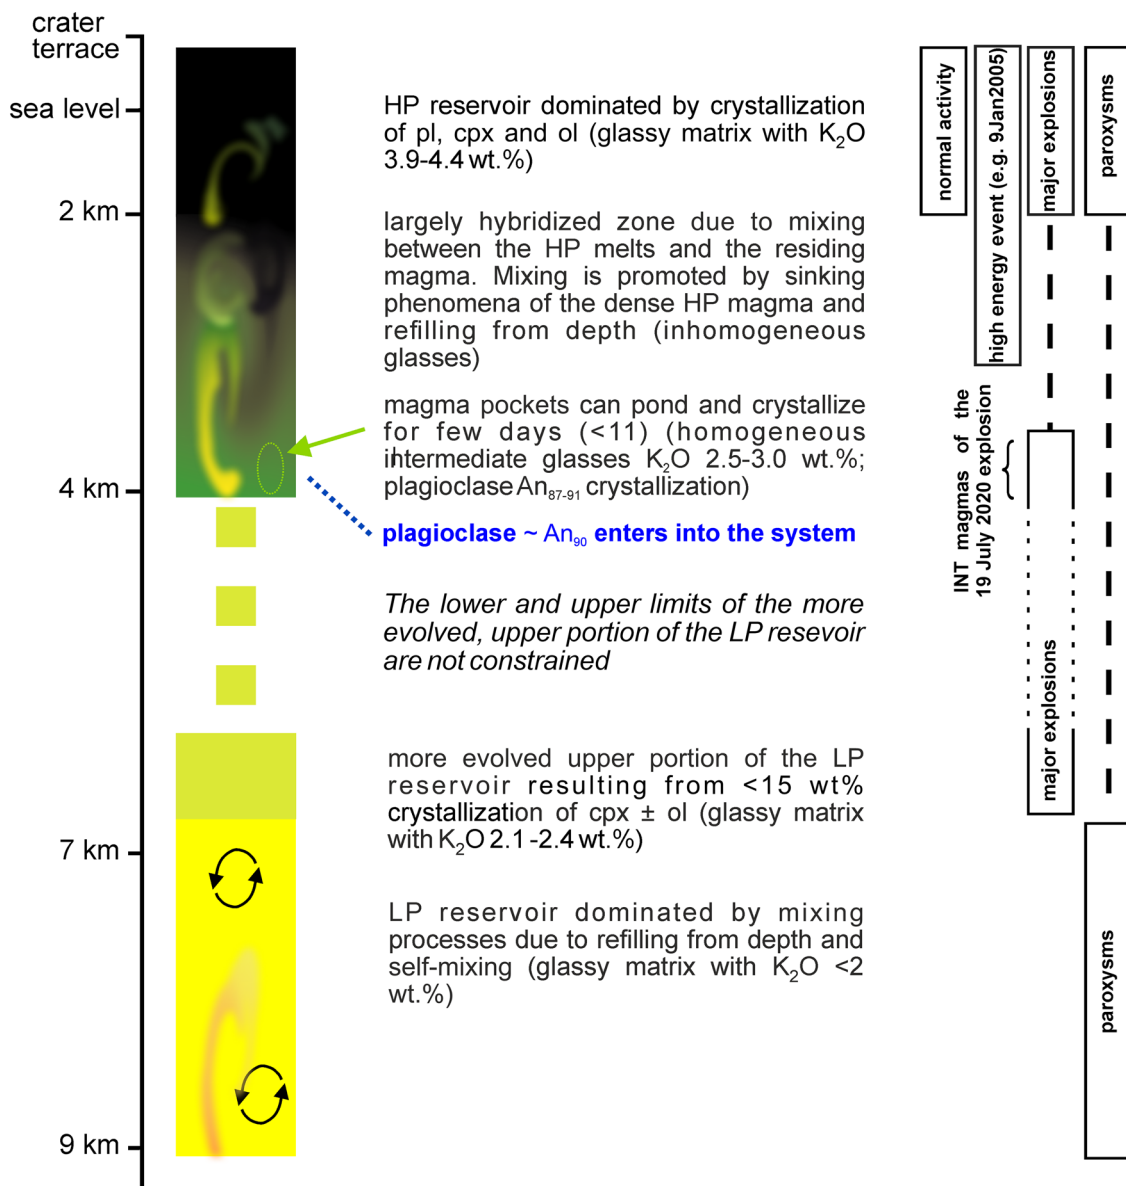 crater
terrace
sea level
2 km
4 km
7 km
9 km
HP reservoir dominated by crystallization
of pl, cpx and ol (glassy matrix with K₂O
3.9-4.4 wt.%)
largely hybridized zone due to mixing
between the HP melts and the residing
magma. Mixing is promoted by sinking
phenomena of the dense HP magma and
refilling from depth (inhomogeneous
glasses)
magma pockets can pond and crystallize
for few days (<11) (homogeneous
intermediate glasses K₂O 2.5-3.0 wt.%;
plagioclase An₈₇₋₉₁ crystallization)
plagioclase ~ An₉₀ enters into the system
The lower and upper limits of the more
evolved, upper portion of the LP resevoir
are not constrained
more evolved upper portion of the LP
reservoir resulting from <15 wt%
crystallization of cpx ± ol (glassy matrix
with K₂O 2.1-2.4 wt.%)
LP reservoir dominated by mixing
processes due to refilling from depth and
self-mixing (glassy matrix with K₂O <2
wt.%)
normal activity
high energy event (e.g. 9Jan2005)
major explosions
paroxysms
INT magmas of the
19 July 2020 explosion
major explosions
paroxysms